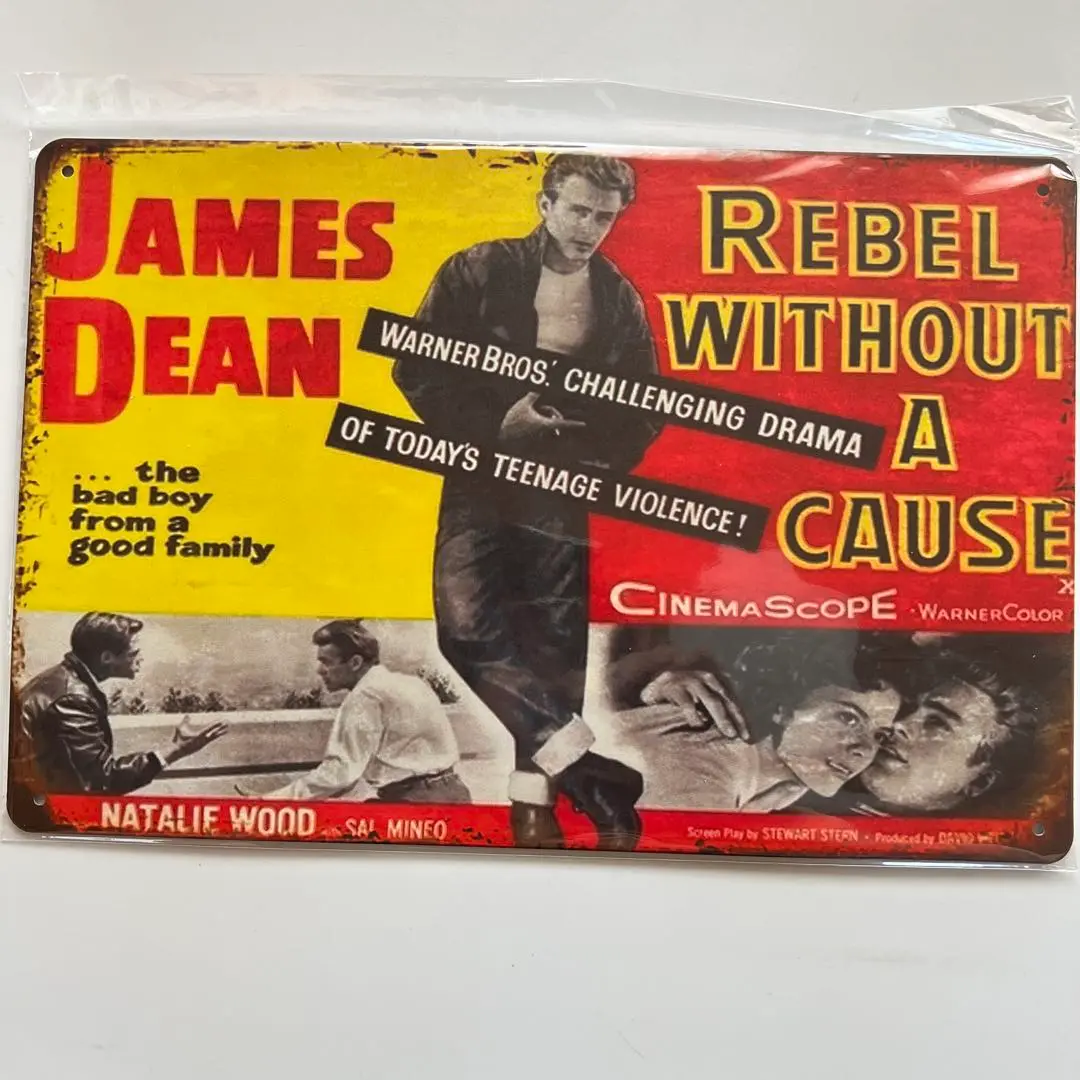 JAMES
DEAN
... the
bad boy
from a
good family
WARNER BROS.' CHALLENGING DRAMA
OF TODAY'S TEENAGE VIOLENCE!
REBEL
WITHOUT
A
CAUSE
X
CINEMASCOPE · WARNERCOLOR
NATALIE WOOD SAL MINEO
Screen Play by STEWART STERN • Produced by DAVID